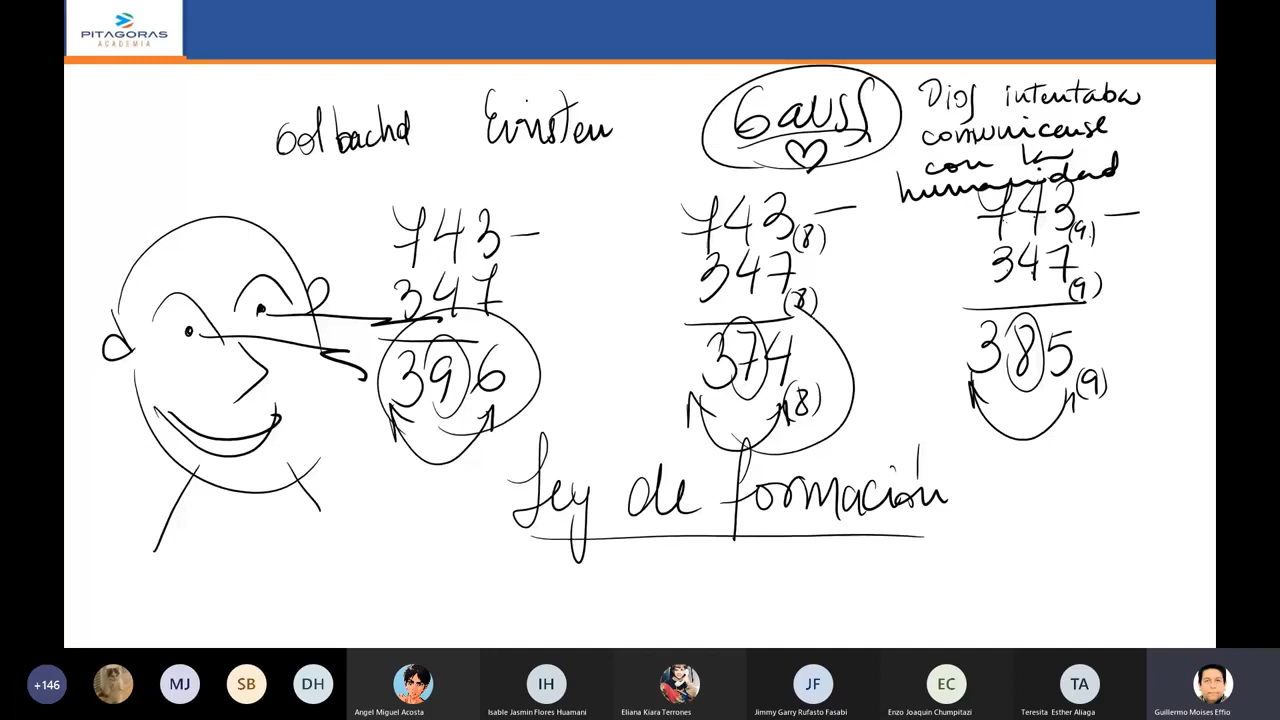 PITAGORAS
ACADEMIA
Golbachd Einsten Gauss
Dios intentaba
comunicarse
con la
humanidad
743 - 743(8) - 743(9) -
347 347(8) 347(9)
396 374(8) 385(9)
Ley de formación
+146 MJ SB DH IH JF EC TA
Angel Miguel Acosta Isable Jasmin Flores Huamani Eliana Kiara Terrones Jimmy Garry Rufasto Fasabi Enzo Joaquin Chumpitazi Teresita Esther Aliaga Guillermo Moises Effio